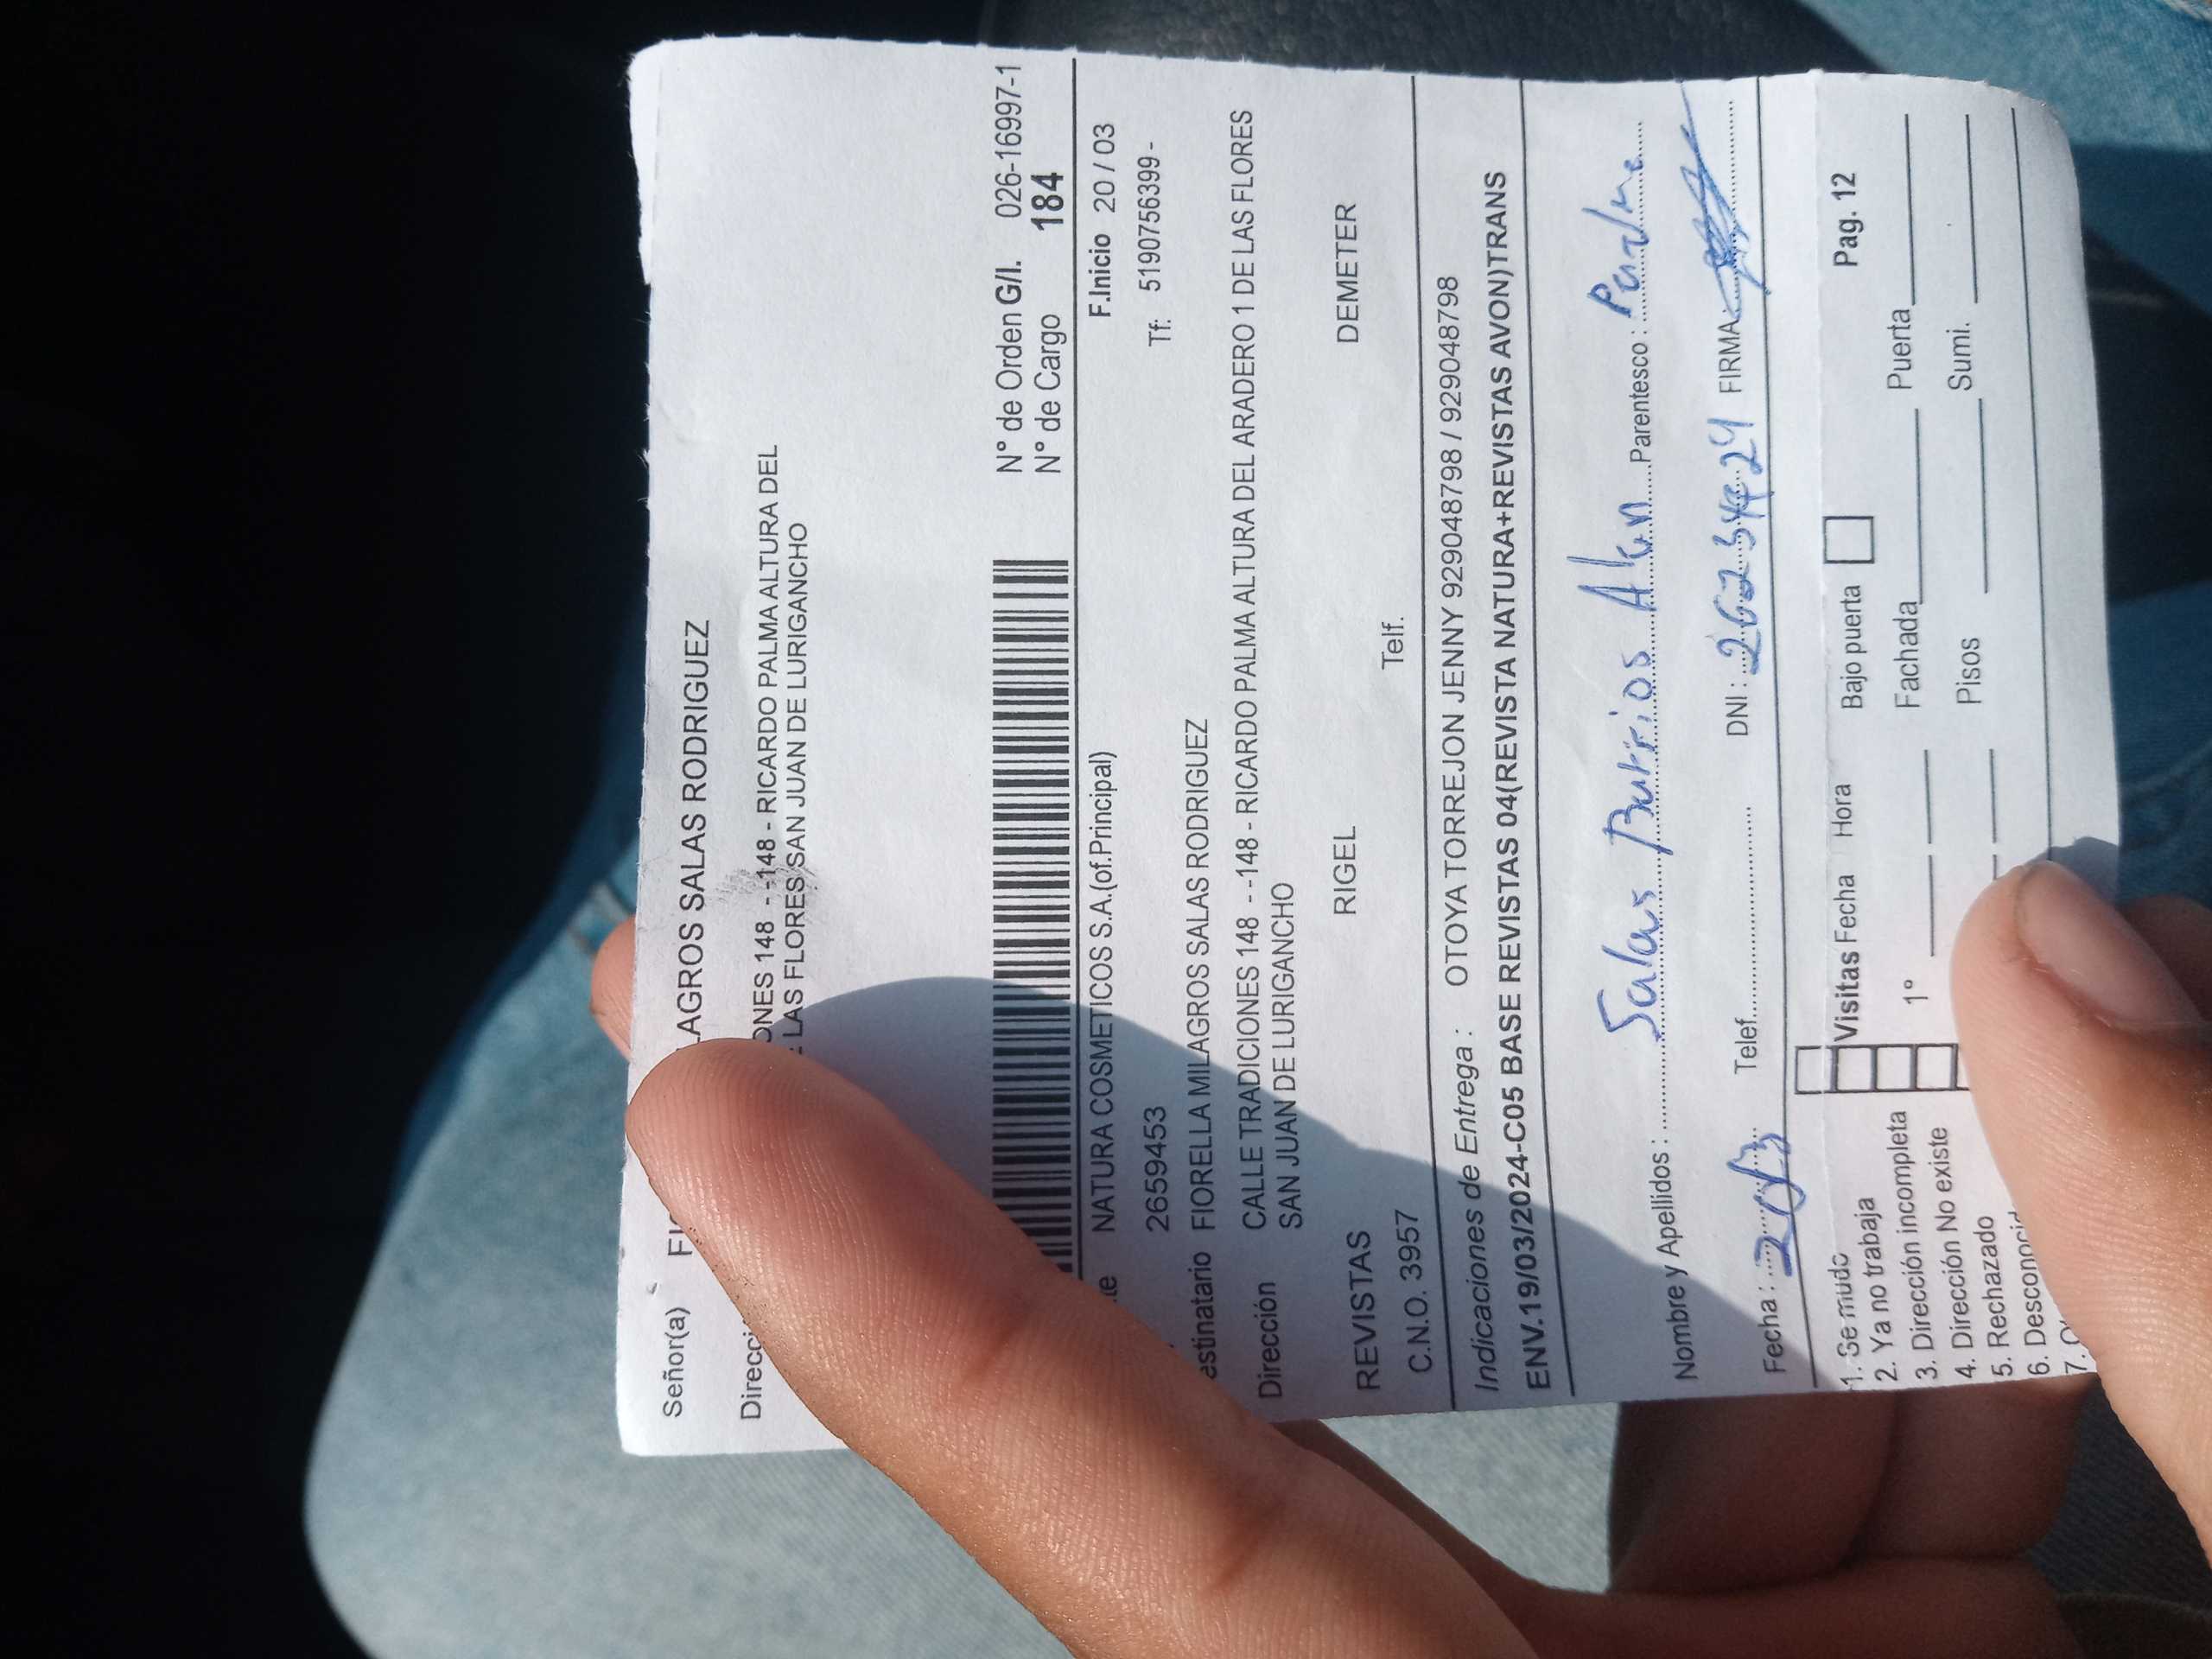 Señor(a) AGROS SALAS RODRIGUEZ
ONES 148 - -148 - RICARDO PALMA ALTURA DEL
LAS FLORES SAN JUAN DE LURIGANCHO
N° de Orden G/I. 026-16997-1
N° de Cargo 184
NATURA COSMETICOS S.A.(of.Principal) F.Inicio 20 / 03
2659453 Tf: 5190756399 -
estinatario FIORELLA MILAGROS SALAS RODRIGUEZ
Dirección CALLE TRADICIONES 148 - -148 - RICARDO PALMA ALTURA DEL ARADERO 1 DE LAS FLORES
SAN JUAN DE LURIGANCHO
REVISTAS RIGEL DEMETER
C.N.O. 3957 Telf.
Indicaciones de Entrega : OTOYA TORREJON JENNY 929048798 / 929048798
ENV.19/03/2024-C05 BASE REVISTAS 04(REVISTA NATURA+REVISTAS AVON)TRANS
Nombre y Apellidos : Salas Barrios Alan Parentesco : Padre
Fecha : Telef. DNI : FIRMA
Visitas Fecha Hora Bajo puerta Pag. 12
1. Se mudo
2. Ya no trabaja 1° Fachada Puerta
3. Dirección incompleta
4. Dirección No existe Pisos Sumi.
5. Rechazado
6. Desconocid
7.